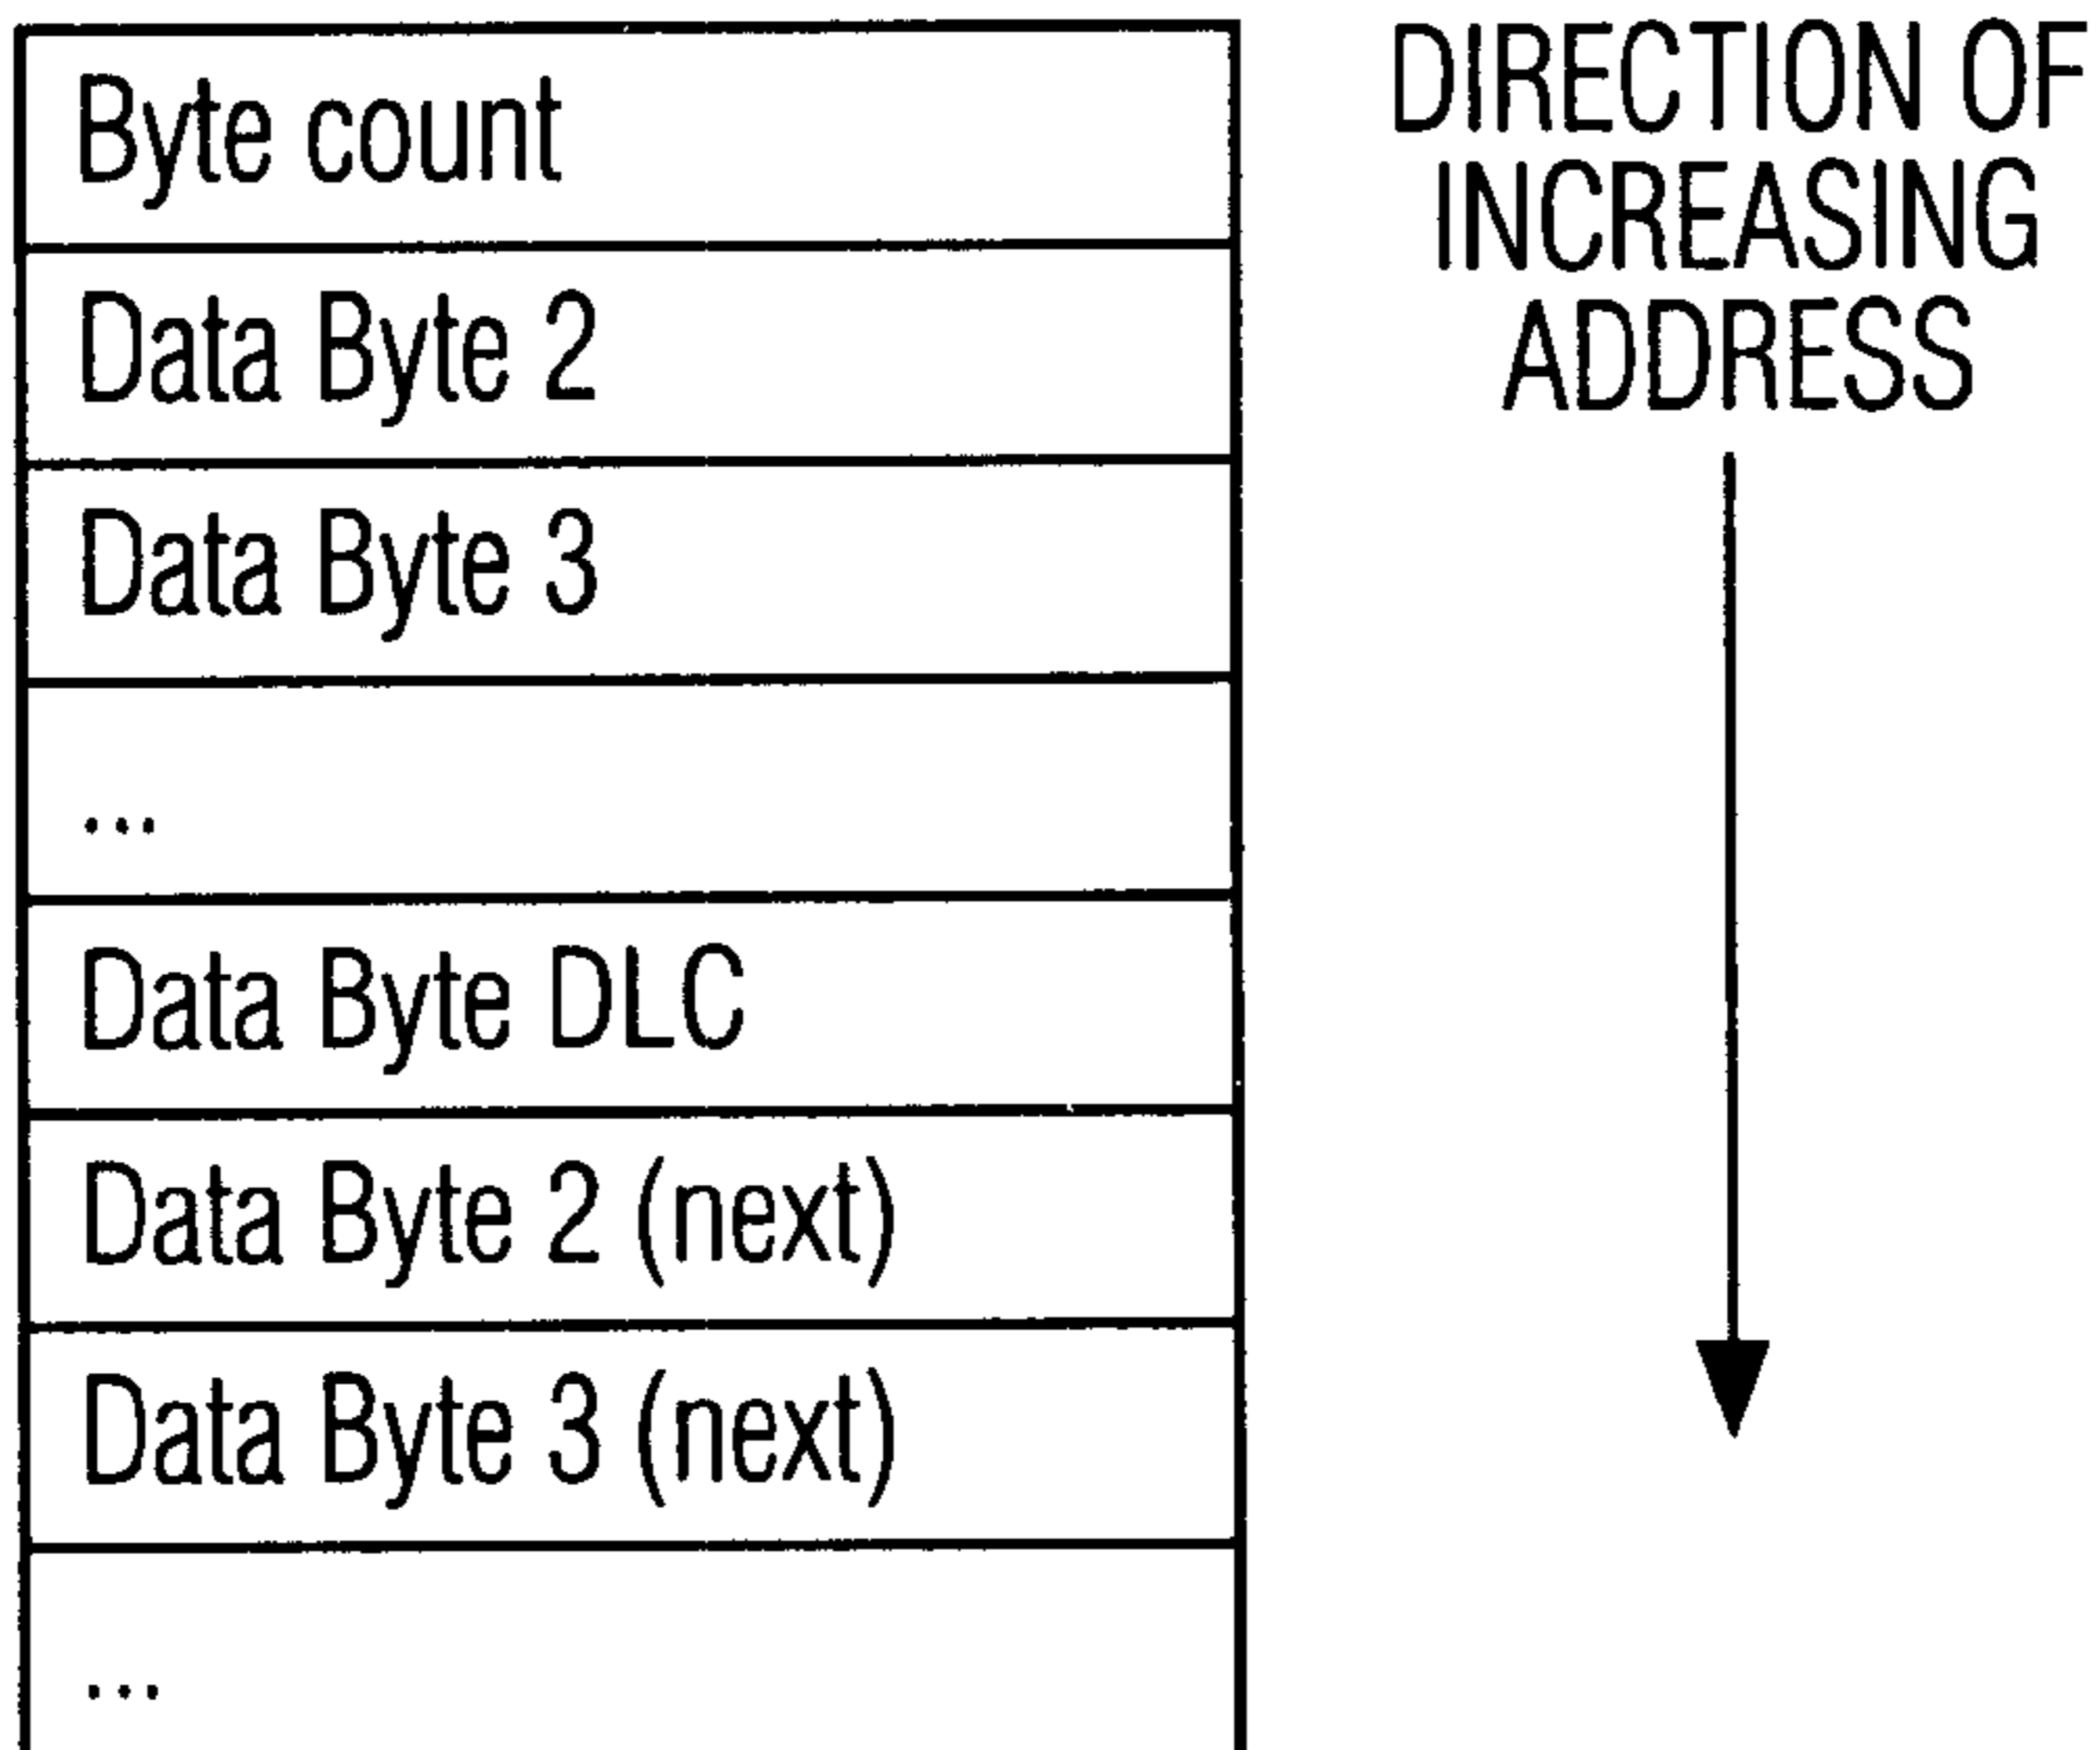 Byte count
Data Byte 2
Data Byte 3
...
Data Byte DLC
Data Byte 2 (next)
Data Byte 3 (next)
...
DIRECTION OF
INCREASING
ADDRESS